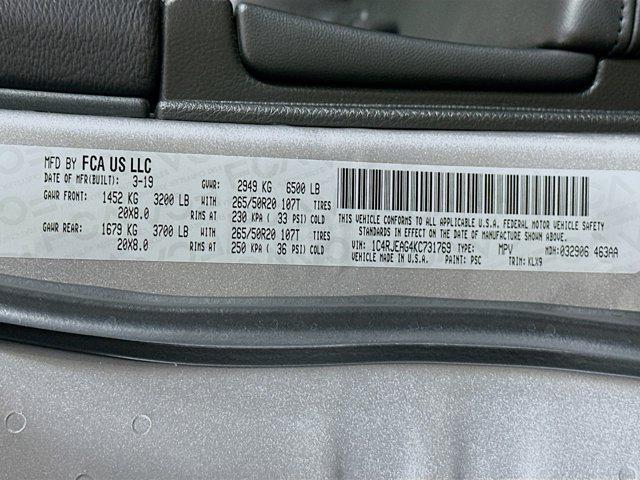 MFD BY FCA US LLC
DATE OF MFR(BUILT): 3-19 GVWR: 2949 KG 6500 LB
GAWR FRONT: 1452 KG 3200 LB 265/50R20 107T TIRES
20X8.0 RIMS AT 230 KPA ( 33 PSI) COLD
GAWR REAR: 1679 KG 3700 LB 265/50R20 107T TIRES
20X8.0 RIMS AT 250 KPA ( 36 PSI) COLD
THIS VEHICLE CONFORMS TO ALL APPLICABLE U.S.A. FEDERAL MOTOR VEHICLE SAFETY
STANDARDS IN EFFECT ON THE DATE OF MANUFACTURE SHOWN ABOVE.
VIN: 1C4RJEAG4KC731769 TYPE: MPV MDH: 032906 463AA
VEHICLE MADE IN U.S.A. PAINT: PSC TRIM: KLX9